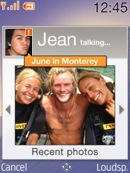 12:45
Jean talking...
June in Monterey
Recent photos
Cancel Loudsp.